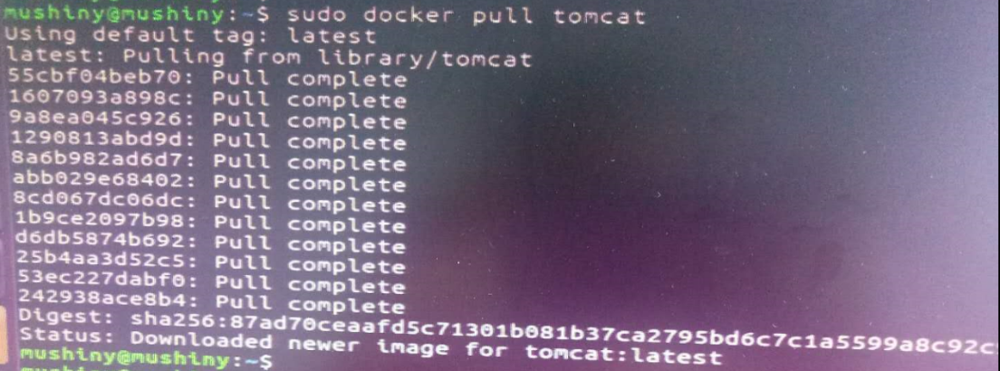 mushiny@mushiny:~$ sudo docker pull tomcat
Using default tag: latest
latest: Pulling from library/tomcat
55cbf04beb70: Pull complete
1607093a898c: Pull complete
9a8ea045c926: Pull complete
1290813abd9d: Pull complete
8a6b982ad6d7: Pull complete
abb029e68402: Pull complete
8cd067dc06dc: Pull complete
1b9ce2097b98: Pull complete
d6db5874b692: Pull complete
25b4aa3d52c5: Pull complete
53ec227dabf0: Pull complete
242938ace8b4: Pull complete
Digest: sha256:87ad70ceaafd5c71301b081b37ca2795bd6c7c1a5599a8c92c9
Status: Downloaded newer image for tomcat:latest
mushiny@mushiny:~$